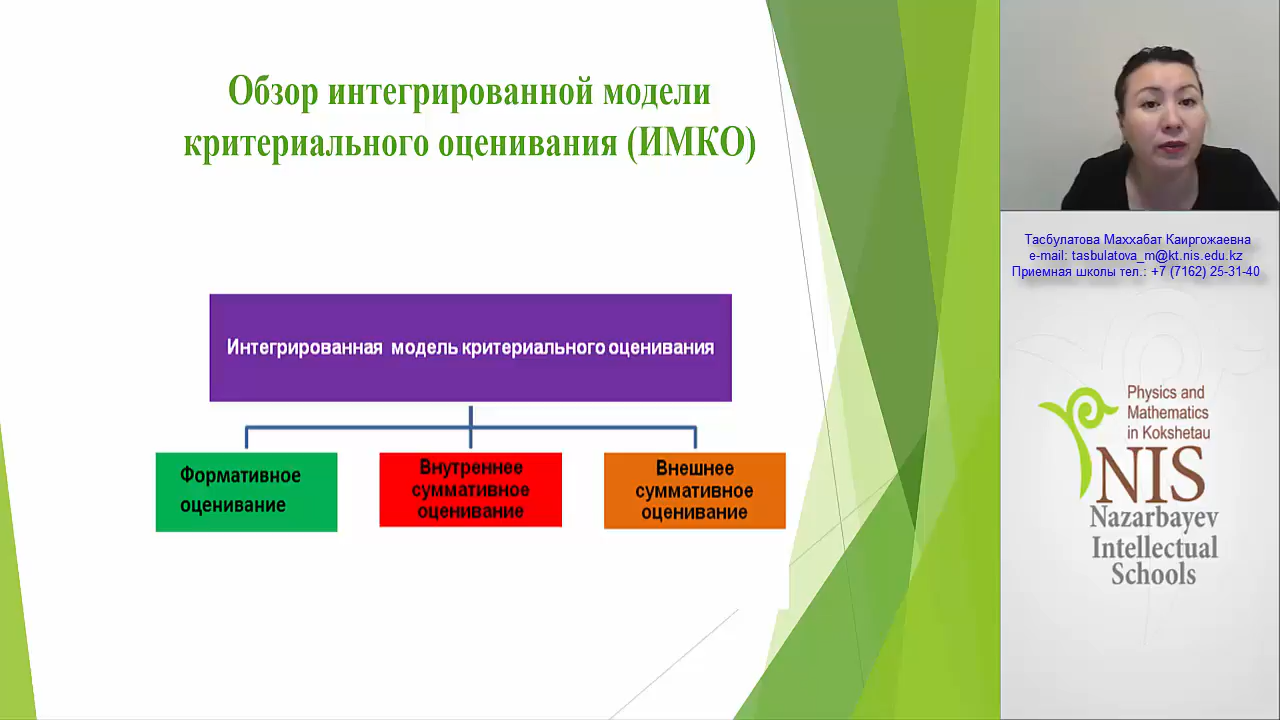 Обзор интегрированной модели
критериального оценивания (ИМКО)
Интегрированная модель критериального оценивания
Формативное
оценивание
Внутреннее
суммативное
оценивание
Внешнее
суммативное
оценивание
Тасбулатова Маххабат Каиргожаевна
e-mail: tasbulatova_m@kt.nis.edu.kz
Приемная школы тел.: +7 (7162) 25-31-40
Physics and
Mathematics
in Kokshetau
NIS
Nazarbayev
Intellectual
Schools